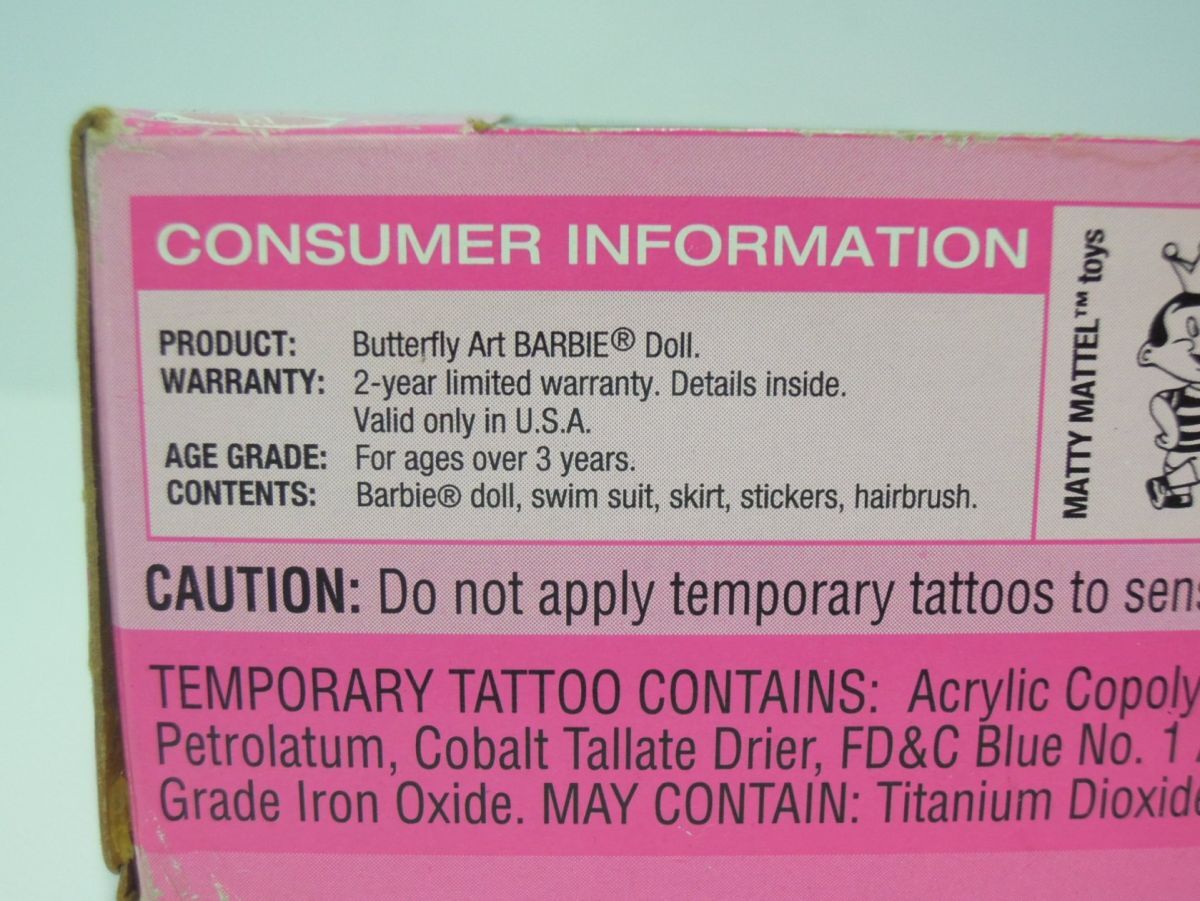 CONSUMER INFORMATION
PRODUCT: Butterfly Art BARBIE® Doll.
WARRANTY: 2-year limited warranty. Details inside.
Valid only in U.S.A.
AGE GRADE: For ages over 3 years.
CONTENTS: Barbie® doll, swim suit, skirt, stickers, hairbrush.
MATTY MATTEL™ toys
CAUTION: Do not apply temporary tattoos to
TEMPORARY TATTOO CONTAINS: Acrylic
Petrolatum, Cobalt Tallate Drier, FD&C Blue No. 1
Grade Iron Oxide. MAY CONTAIN: Titanium